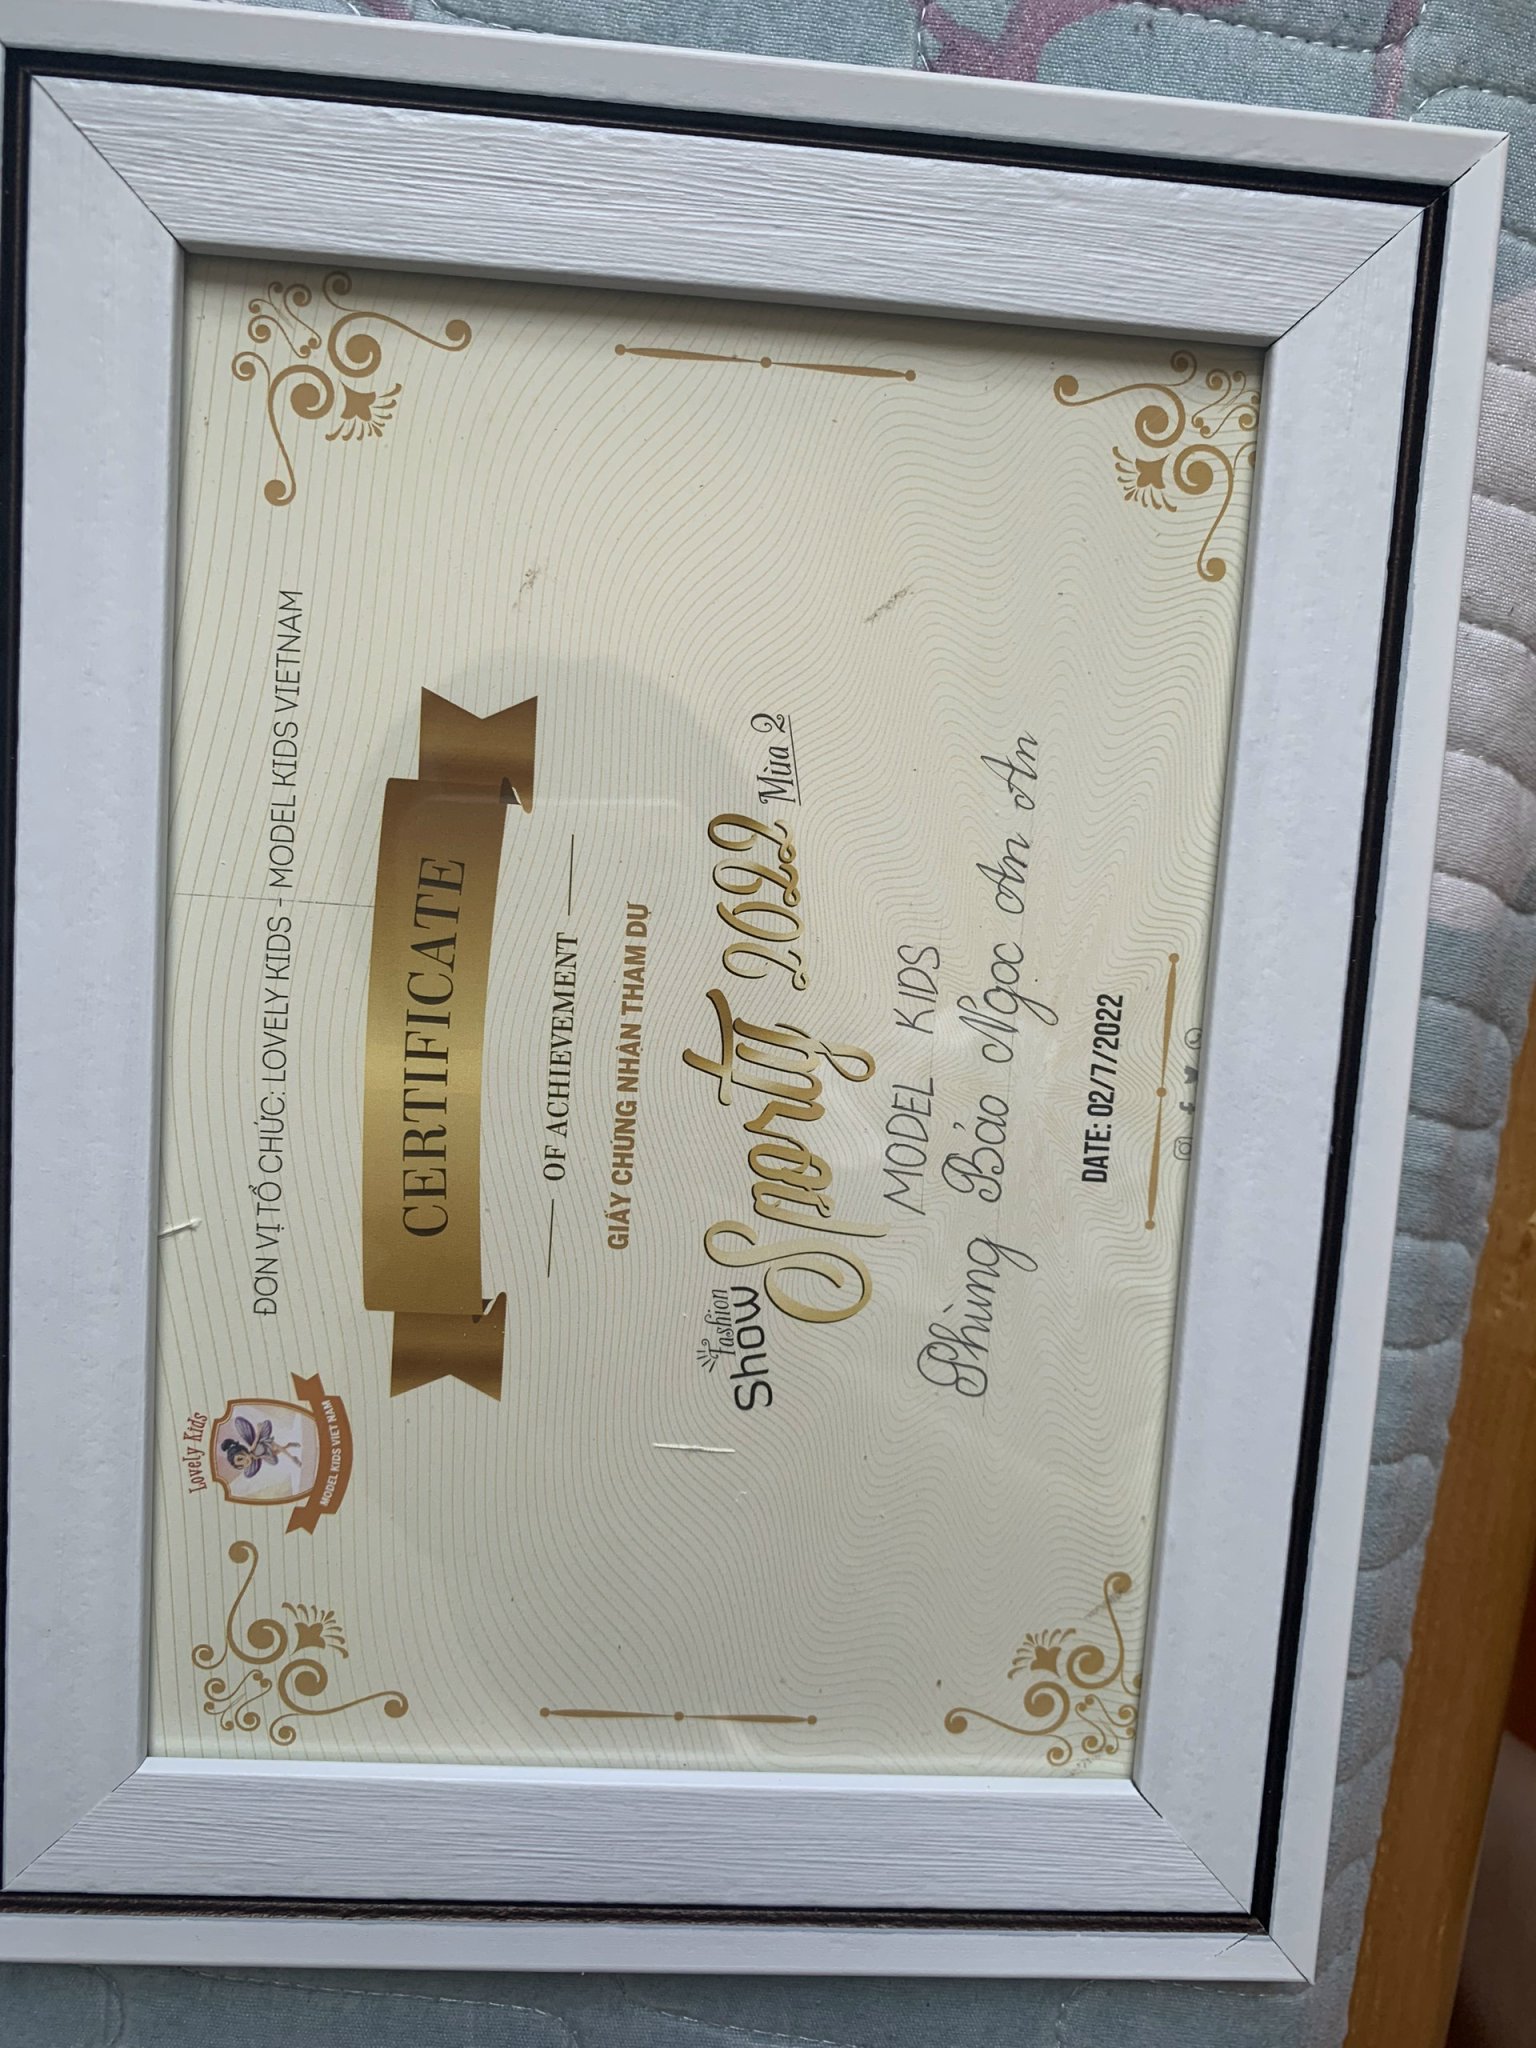 Lovely Kids
MODEL KIDS VIET NAM
ĐƠN VỊ TỔ CHỨC: LOVELY KIDS - MODEL KIDS VIETNAM
CERTIFICATE
OF ACHIEVEMENT
GIẤY CHỨNG NHẬN THAM DỰ
Fashion
Show Sporty 2022 Mùa 2
MODEL KIDS
Phùng Bảo Ngọc An An
DATE: 02/7/2022